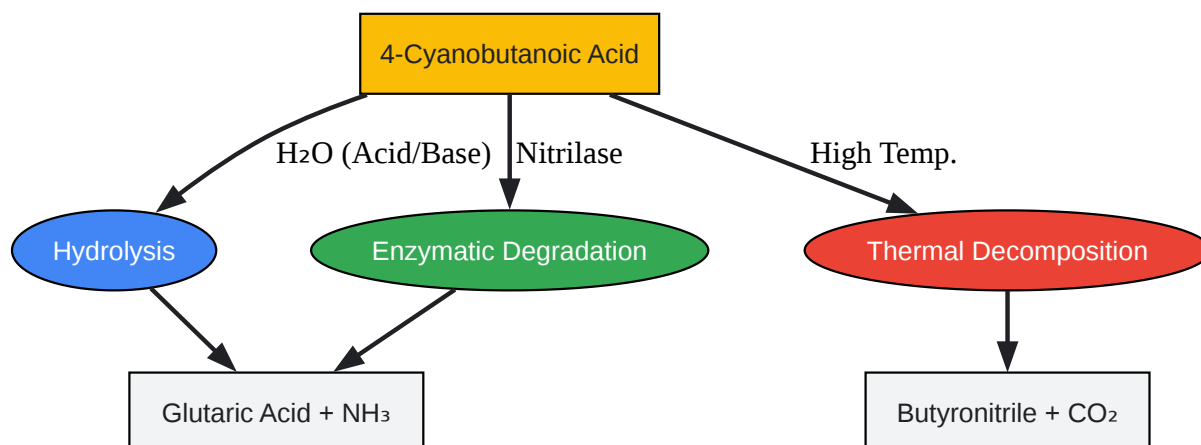 4-Cyanobutanoic Acid
H₂O (Acid/Base)
Nitrilase
High Temp.
Hydrolysis
Enzymatic Degradation
Thermal Decomposition
Glutaric Acid + NH₃
Butyronitrile + CO₂